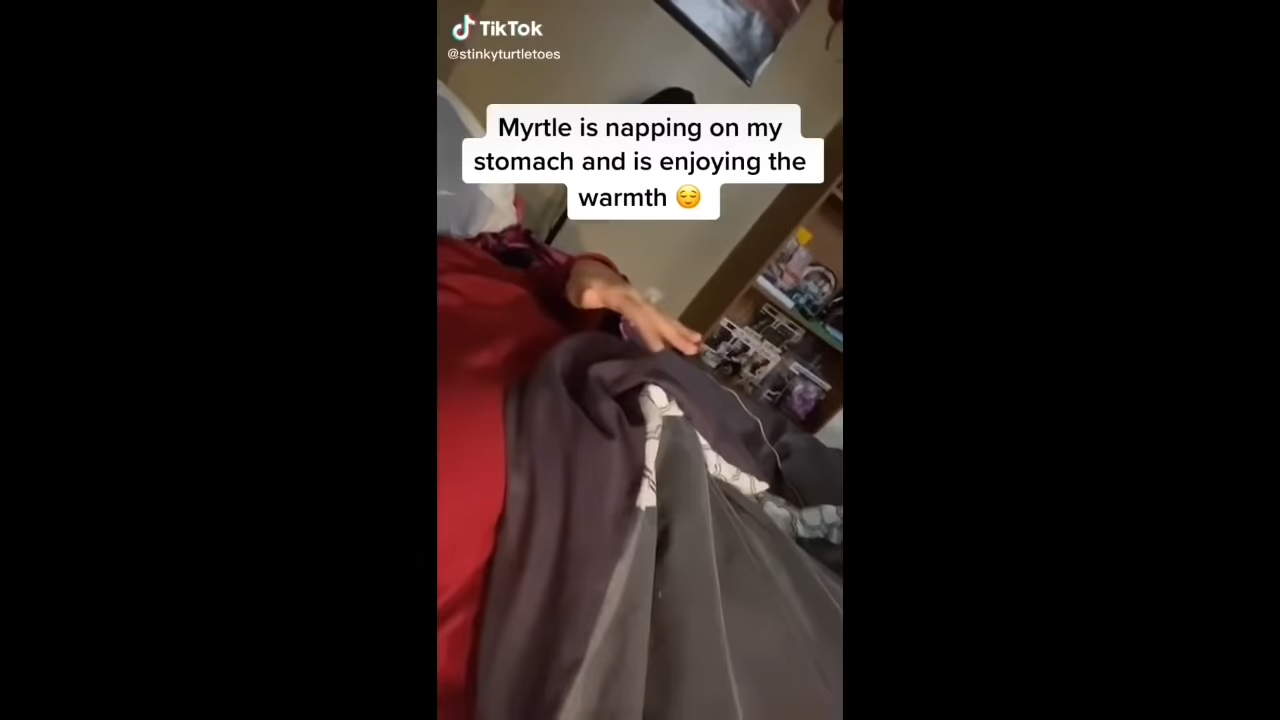 TikTok
@stinkyturtletoes
Myrtle is napping on my
stomach and is enjoying the
warmth 😌